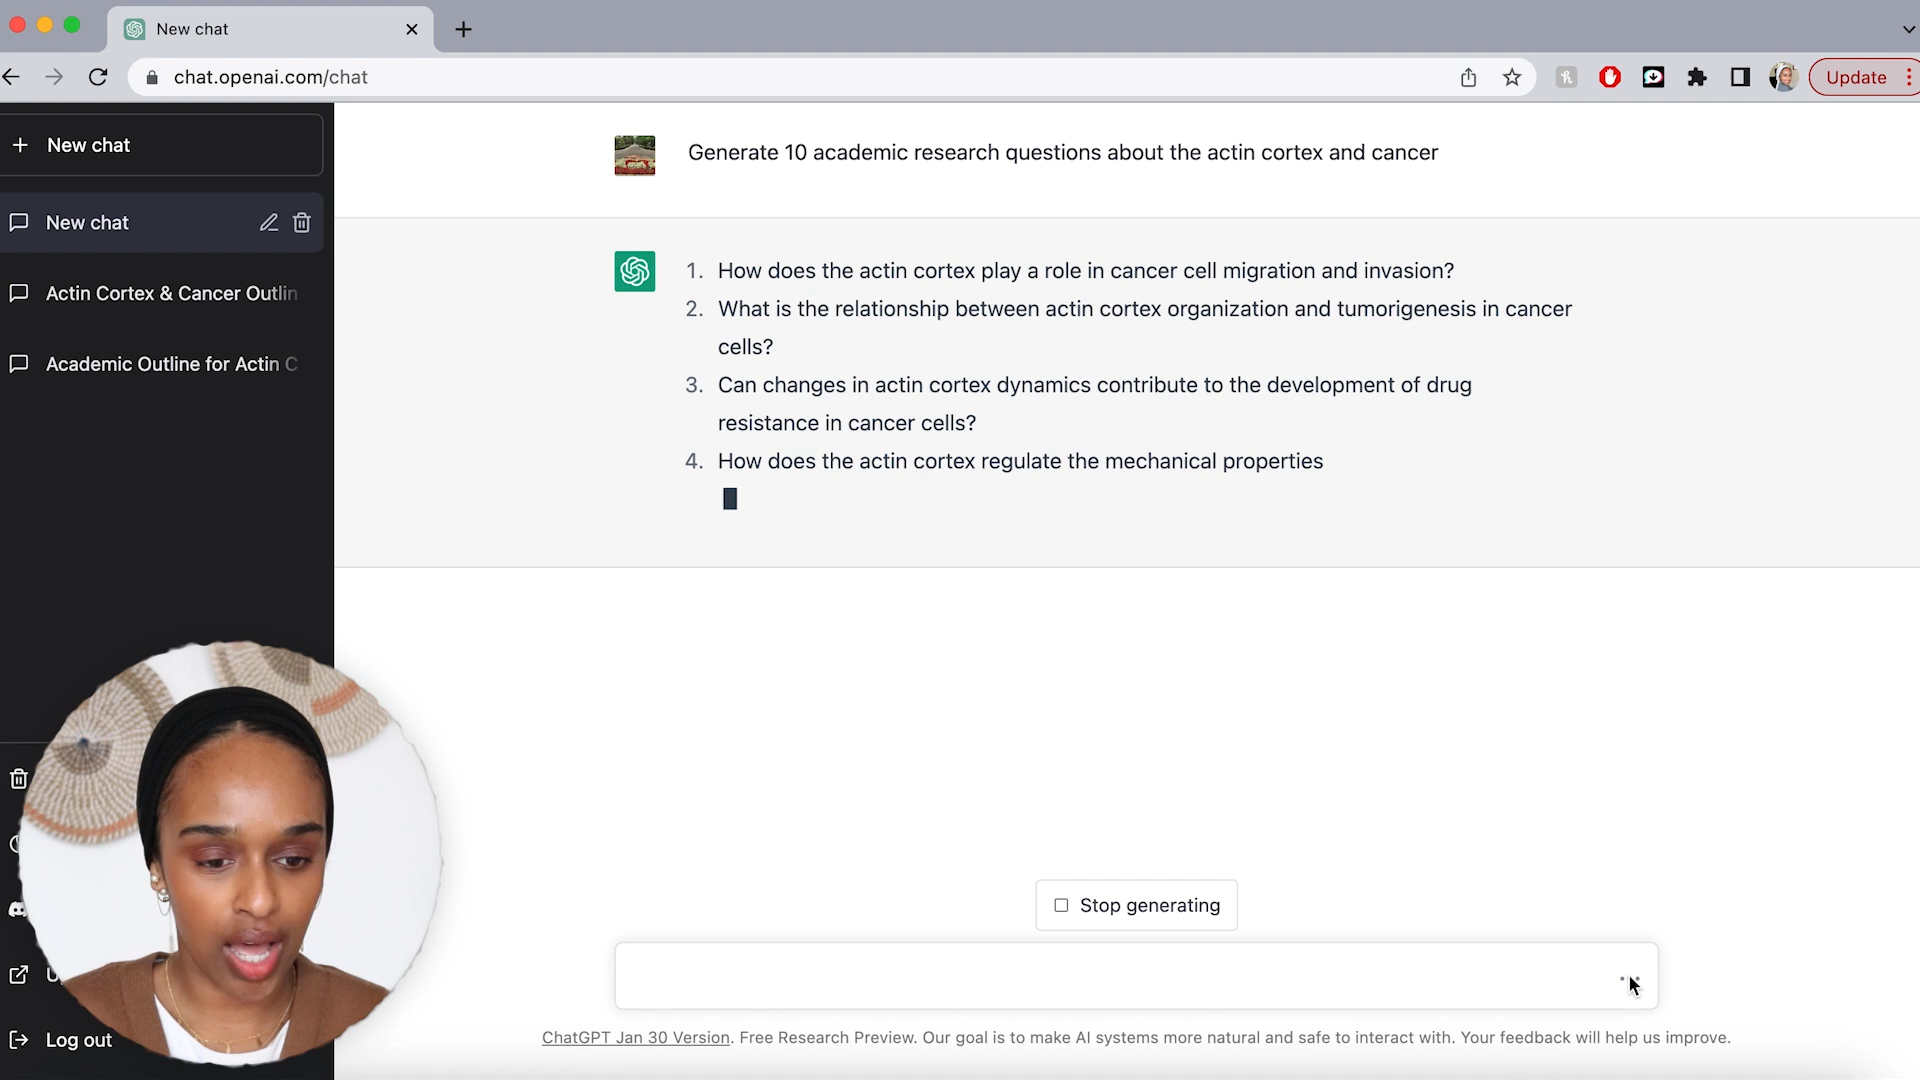 New chat
chat.openai.com/chat
Update
New chat
New chat
Actin Cortex & Cancer Outlin
Academic Outline for Actin C
Log out
Generate 10 academic research questions about the actin cortex and cancer
1. How does the actin cortex play a role in cancer cell migration and invasion?
2. What is the relationship between actin cortex organization and tumorigenesis in cancer
cells?
3. Can changes in actin cortex dynamics contribute to the development of drug
resistance in cancer cells?
4. How does the actin cortex regulate the mechanical properties
Stop generating
ChatGPT Jan 30 Version. Free Research Preview. Our goal is to make AI systems more natural and safe to interact with. Your feedback will help us improve.